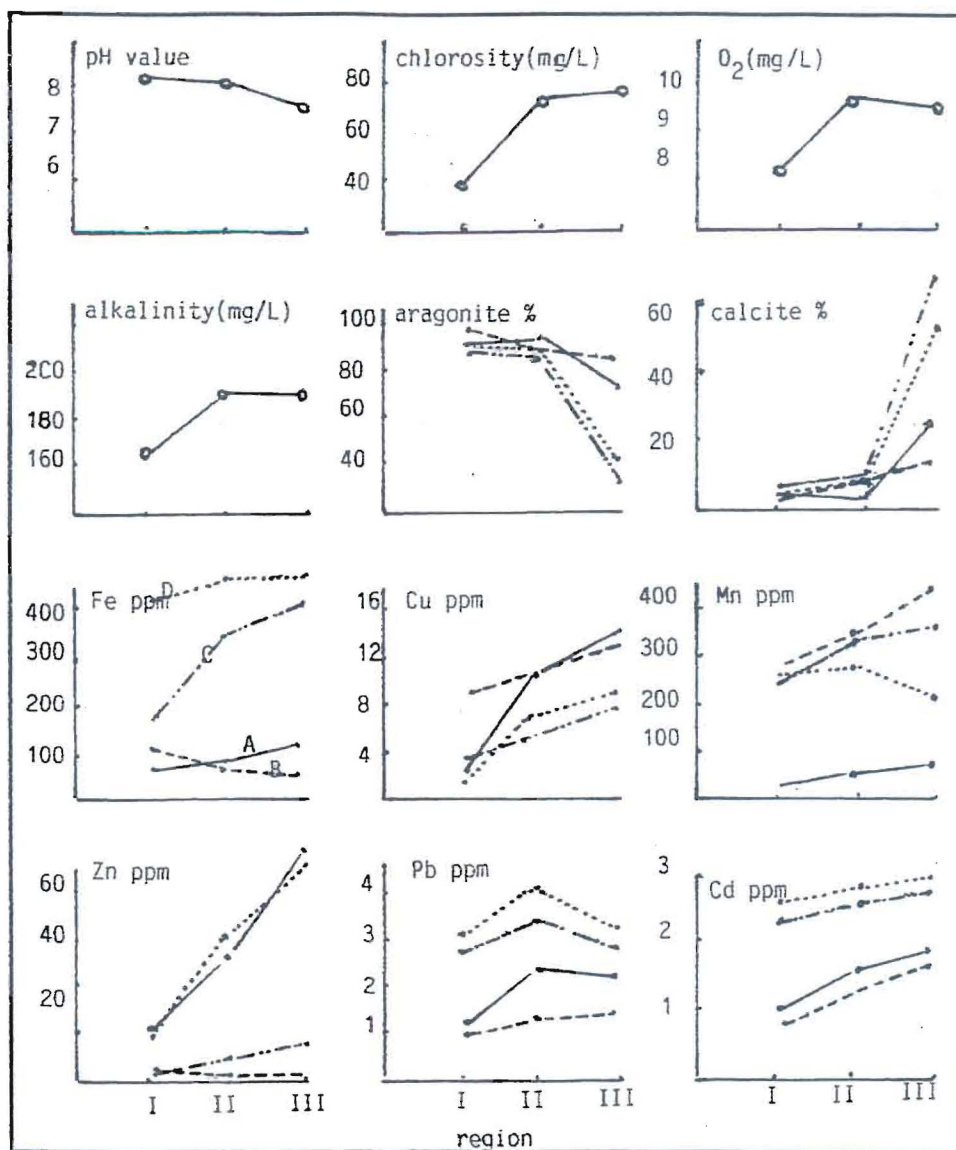 pH value
8
7
6
chlorosity(mg/L)
80
60
40
O2(mg/L)
10
9
8
alkalinity(mg/L)
200
180
160
aragonite %
100
80
60
40
calcite %
60
40
20
Fe ppm
400
300
200
100
D
C
A
B
Cu ppm
16
12
8
4
Mn ppm
400
300
200
100
Zn ppm
60
40
20
Pb ppm
4
3
2
1
Cd ppm
3
2
1
I II III I II III I II III
region